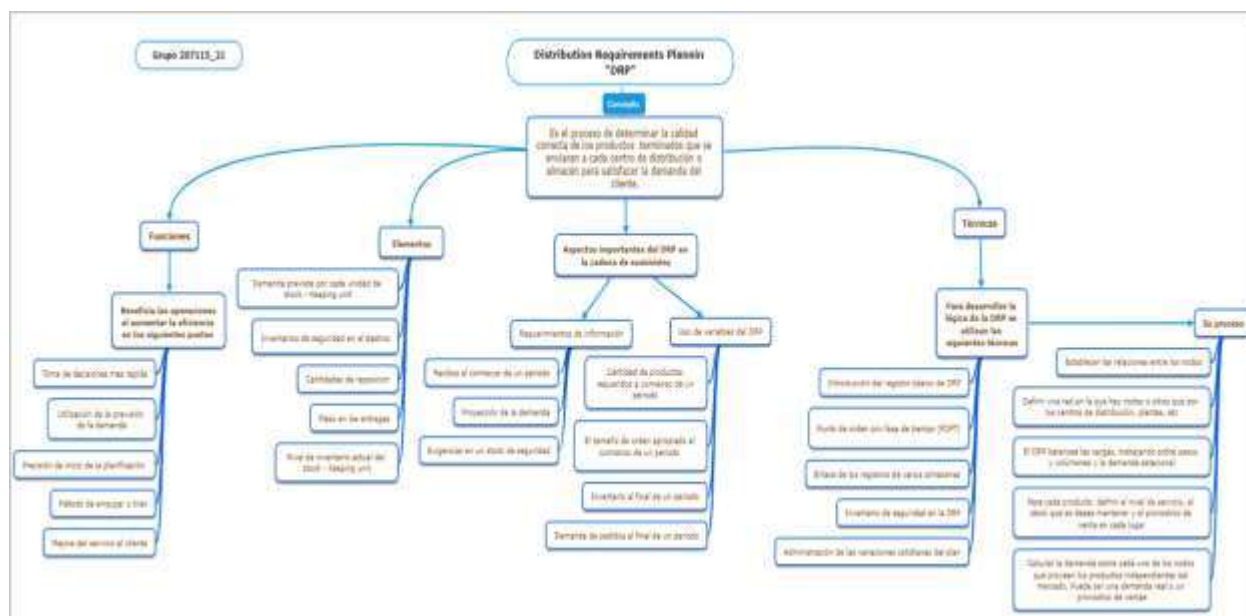 Grupo 207115_21
Distribution Requirements Plannin
"DRP"
Concepto
Es el proceso de determinar la calidad
correcta de los productos terminados que se
enviaran a cada centro de distribución o
almacén para satisfacer la demanda del
cliente.
Funciones
Beneficia las operaciones
al aumentar la eficiencia
en los siguientes puntos
Toma de decisiones mas rapida
Utilización de la previsión
de la demanda
Precisión de inicio de la planificación
Método de empujar o tirar
Mejora del servicio al cliente
Elementos
Demanda prevista por cada unidad de
stock - Keeping unit
Inventarios de seguridad en el destino
Cantidades de reposicion
Plazo en las entregas
Nivel de inventario actual del
stock - Keeping unit
Aspectos importantes del DRP en
la cadena de suministro
Requerimientos de información
Recibos al comienzo de un periodo
Proyección de la demanda
Exigencias en un stock de seguridad
Uso de variables del DRP
Cantidad de productos
requeridos a comienzo de un
periodo
El tamaño de orden apropiado al
comienzo de un periodo
Inventario al final de un periodo
Demanda de pedidos al final de un periodo
Técnicas
Para desarrollar la
lógica de la DRP se
utilizan las
siguientes técnicas
Introducción del registro básico de DRP
Punto de orden con fase de tiempo (POFT)
Enlace de los registros de varios almacenes
Inventario de seguridad en la DRP
Administración de las variaciones cotidianas del plan
Su proceso
Establecen las relaciones entre los nodos
Definir una red en la que hay nodos o sitios que son
los centros de distribución, plantas, etc
El DRP balancea las cargas, trabajando sobre pesos
y volúmenes y la demanda estacional
Para cada producto, definir el nivel de servicio, el
stock que se desea mantener y el pronóstico de
venta en cada lugar
Calcular la demanda sobre cada uno de los nodos
que proveen los productos independientes del
mercado. Puede ser una demanda real o un
pronóstico de ventas